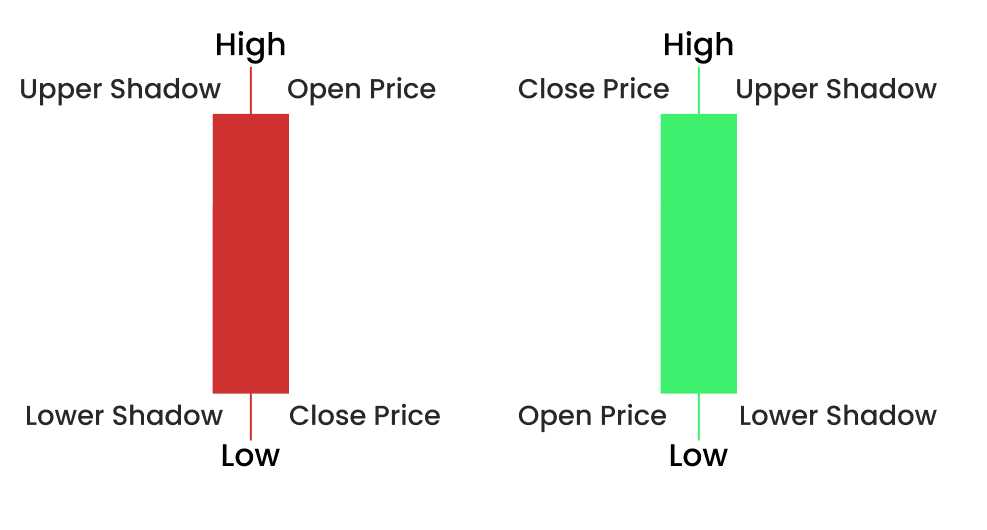 High
Upper Shadow
Open Price
Lower Shadow
Close Price
Low
High
Close Price
Upper Shadow
Open Price
Lower Shadow
Low